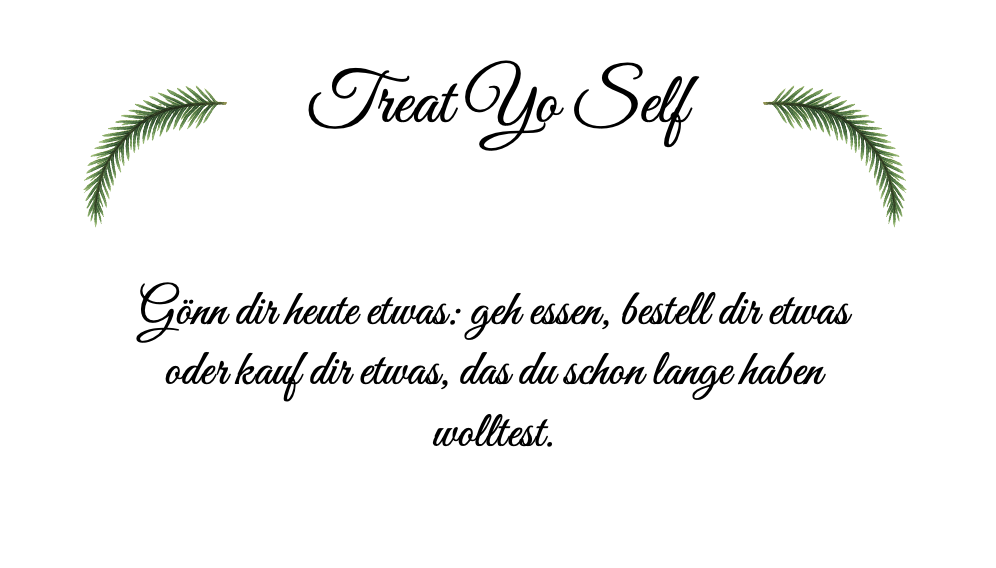 Treat Yo Self
Gönn dir heute etwas: geh essen, bestell dir etwas
oder kauf dir etwas, das du schon lange haben
wolltest.